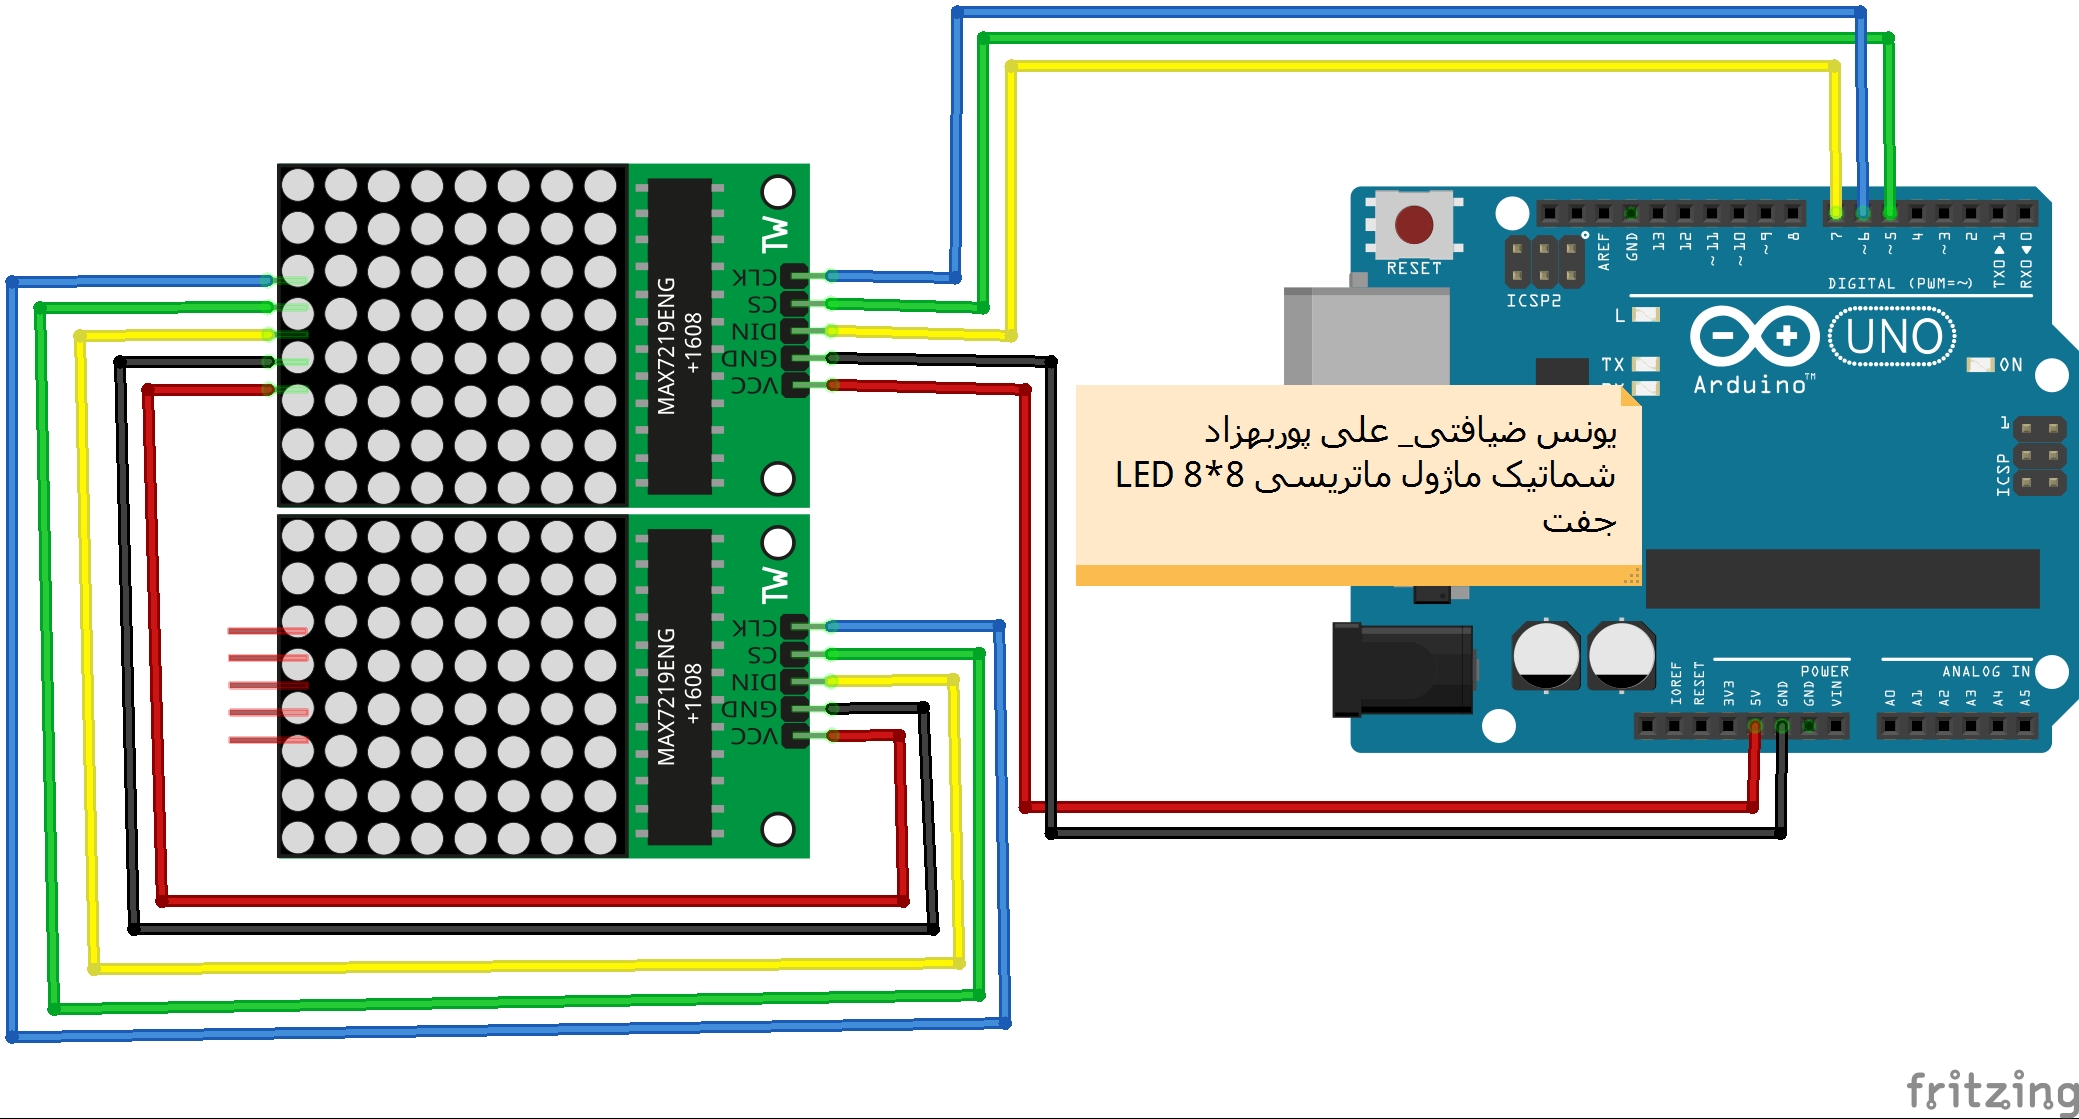 TW
CLK
CS
DIN
GND
VCC
MAX7219ENG
+1608
TW
CLK
CS
DIN
GND
VCC
MAX7219ENG
+1608
یونس ضیافتی_ علی پوربهزاد
شماتیک ماژول ماتریسی LED 8*8
جفت
RESET
ICSP2
AREF
GND
13
12
~11
~10
~9
8
7
~6
~5
4
~3
2
TX0▶1
RX0◀0
DIGITAL (PWM=~)
L
TX
UNO
ON
Arduino™
1
ICSP
IOREF
RESET
3V3
5V
GND
GND
VIN
POWER
ANALOG IN
A0
A1
A2
A3
A4
A5
fritzing